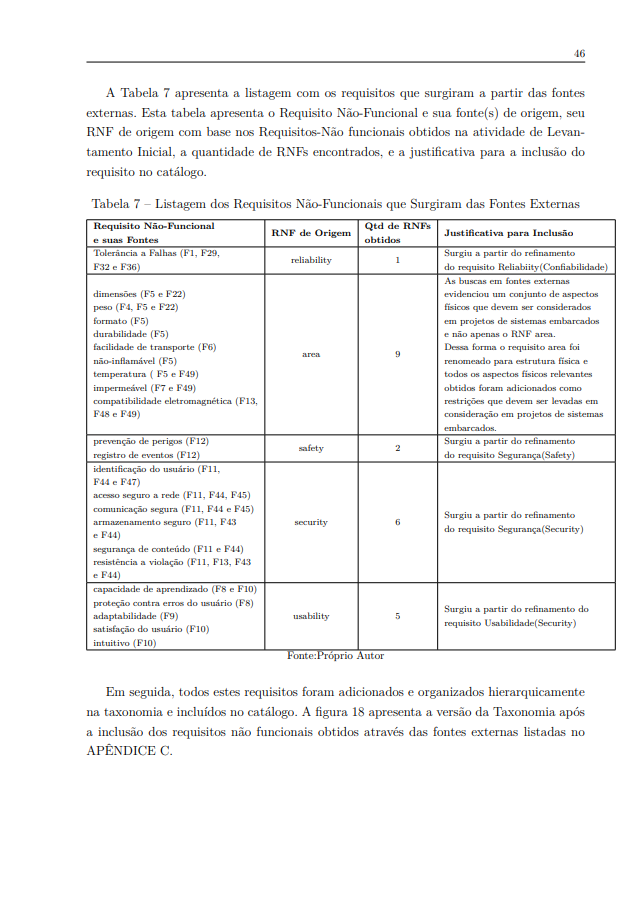 46
A Tabela 7 apresenta a listagem com os requisitos que surgiram a partir das fontes
externas. Esta tabela apresenta o Requisito Não-Funcional e sua fonte(s) de origem, seu
RNF de origem com base nos Requisitos-Não funcionais obtidos na atividade de Levan-
tamento Inicial, a quantidade de RNFs encontrados, e a justificativa para a inclusão do
requisito no catálogo.
Tabela 7 – Listagem dos Requisitos Não-Funcionais que Surgiram das Fontes Externas
Requisito Não-Funcional
e suas Fontes
RNF de Origem
Qtd de RNFs
obtidos
Justificativa para Inclusão
Tolerância a Falhas (F1, F29,
F32 e F36)
reliability
1
Surgiu a partir do refinamento
do requisito Reliabiity(Confiabilidade)
dimensões (F5 e F22)
peso (F4, F5 e F22)
formato (F5)
durabilidade (F5)
facilidade de transporte (F6)
não-inflamável (F5)
temperatura ( F5 e F49)
impermeável (F7 e F49)
compatibilidade eletromagnética (F13,
F48 e F49)
area
9
As buscas em fontes externas
evidenciou um conjunto de aspectos
físicos que devem ser considerados
em projetos de sistemas embarcados
e não apenas o RNF area.
Dessa forma o requisito area foi
renomeado para estrutura física e
todos os aspectos físicos relevantes
obtidos foram adicionados como
restrições que devem ser levadas em
consideração em projetos de sistemas
embarcados.
prevenção de perigos (F12)
registro de eventos (F12)
safety
2
Surgiu a partir do refinamento
do requisito Segurança(Safety)
identificação do usuário (F11,
F44 e F47)
acesso seguro a rede (F11, F44, F45)
comunicação segura (F11, F44 e F45)
armazenamento seguro (F11, F43
e F44)
segurança de conteúdo (F11 e F44)
resistência a violação (F11, F13, F43
e F44)
security
6
Surgiu a partir do refinamento
do requisito Segurança(Security)
capacidade de aprendizado (F8 e F10)
proteção contra erros do usuário (F8)
adaptabilidade (F9)
satisfação do usuário (F10)
intuitivo (F10)
usability
5
Surgiu a partir do refinamento do
requisito Usabilidade(Security)
Fonte:Próprio Autor
Em seguida, todos estes requisitos foram adicionados e organizados hierarquicamente
na taxonomia e incluídos no catálogo. A figura 18 apresenta a versão da Taxonomia após
a inclusão dos requisitos não funcionais obtidos através das fontes externas listadas no
APÊNDICE C.